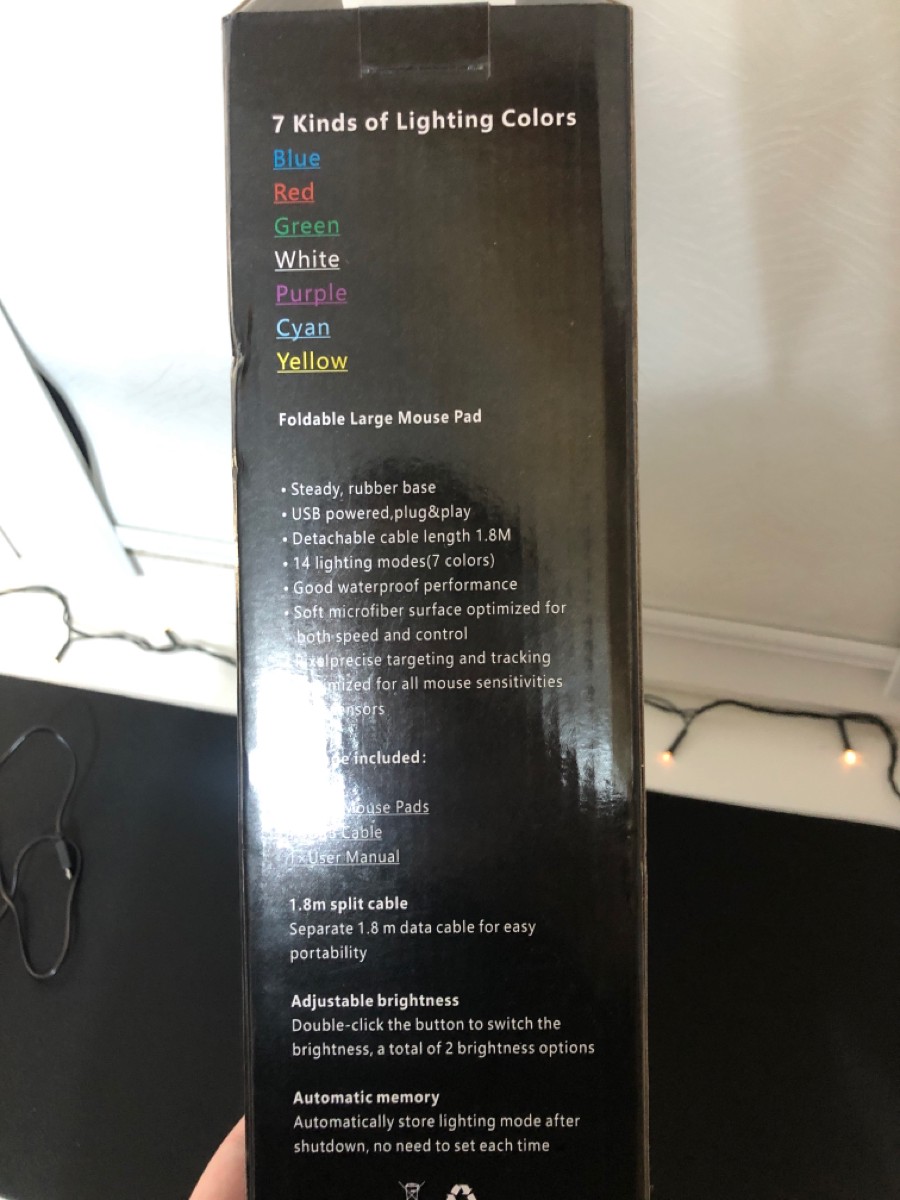 7 Kinds of Lighting Colors
Blue
Red
Green
White
Purple
Cyan
Yellow
Foldable Large Mouse Pad
• Steady, rubber base
• USB powered,plug&play
• Detachable cable length 1.8M
• 14 lighting modes(7 colors)
• Good waterproof performance
• Soft microfiber surface optimized for
both speed and control
targeting and tracking
for all mouse sensitivities
included:
Mouse Pads
Cable
1×User Manual
1.8m split cable
Separate 1.8 m data cable for easy
portability
Adjustable brightness
Double-click the button to switch the
brightness, a total of 2 brightness options
Automatic memory
Automatically store lighting mode after
shutdown, no need to set each time